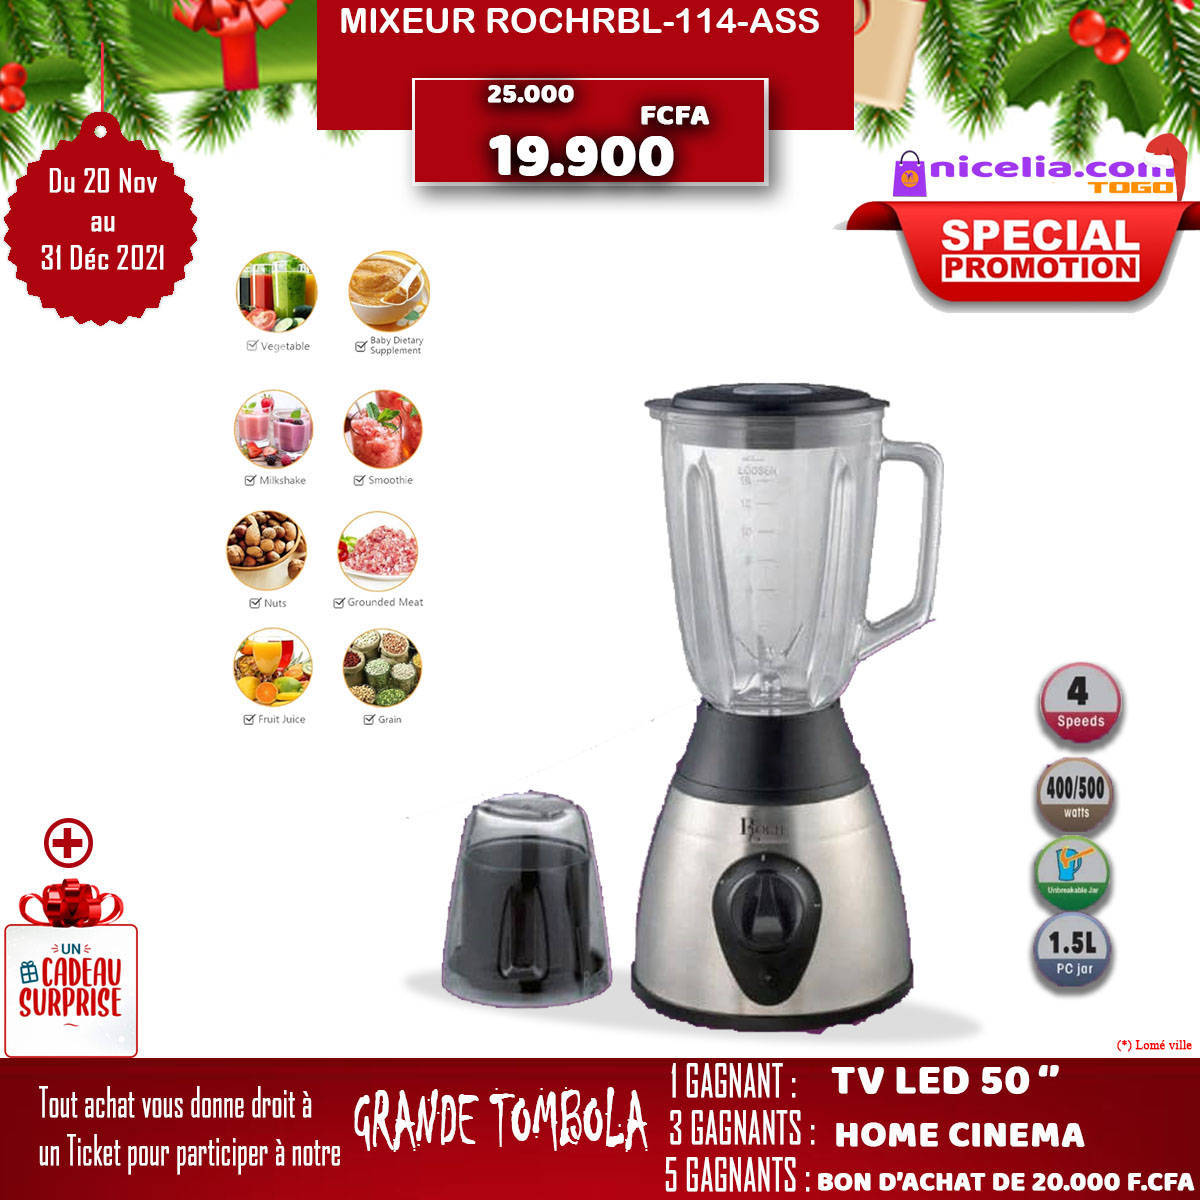 MIXEUR ROCHRBL-114-ASS
25.000
FCFA
19.900
Du 20 Nov
au
31 Déc 2021
nicelia.com
TOGO
SPECIAL
PROMOTION
Vegetable
Baby Dietary
Supplement
Milkshake
Smoothie
Nuts
Grounded Meat
Fruit Juice
Grain
LOOSEN
ROCH
4
Speeds
400/500
watts
Unbreakable Jar
1.5L
PC jar
UN
CADEAU
SURPRISE
(*) Lomé ville
Tout achat vous donne droit à
un Ticket pour participer à notre
GRANDE TOMBOLA
1 GAGNANT : TV LED 50 ”
3 GAGNANTS : HOME CINEMA
5 GAGNANTS : BON D’ACHAT DE 20.000 F.CFA